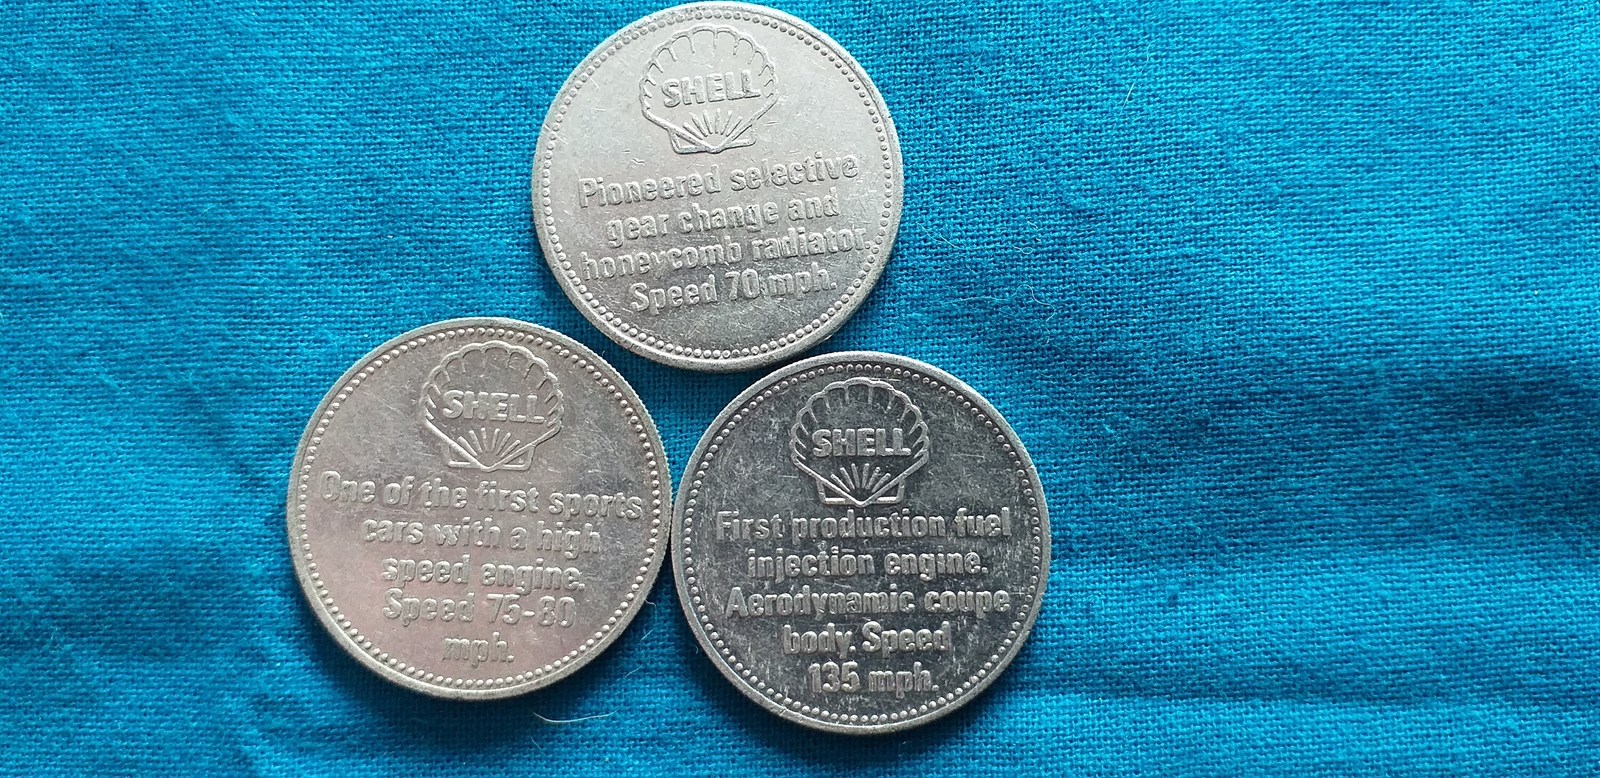 SHELL
Pioneered selective
gear change and
honeycomb radiator.
Speed 70 mph.
SHELL
One of the first sports
cars with a high
speed engine.
Speed 75-80
mph.
SHELL
First production fuel
injection engine.
Aerodynamic coupe
body. Speed
135 mph.